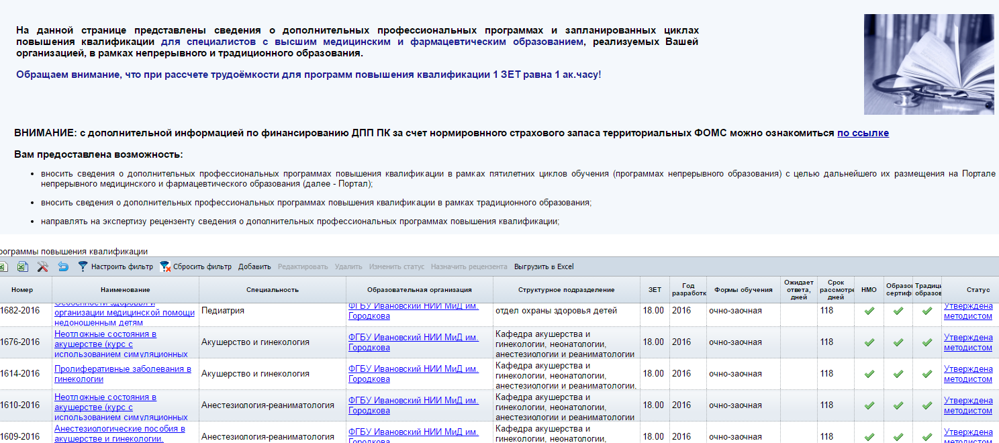 На данной странице представлены сведения о дополнительных профессиональных программах и запланированных циклах
повышения квалификации для специалистов с высшим медицинским и фармацевтическим образованием, реализуемых Вашей
организацией, в рамках непрерывного и традиционного образования.
Обращаем внимание, что при рассчете трудоёмкости для программ повышения квалификации 1 ЗЕТ равна 1 ак.часу!
ВНИМАНИЕ: с дополнительной информацией по финансированию ДПП ПК за счет нормировнного страхового запаса территориальных ФОМС можно ознакомиться по ссылке
Вам предоставлена возможность:
• вносить сведения о дополнительных профессиональных программах повышения квалификации в рамках пятилетних циклов обучения (программах непрерывного образования) с целью дальнейшего их размещения на Портале
непрерывного медицинского и фармацевтического образования (далее - Портал);
• вносить сведения о дополнительных профессиональных программах повышения квалификации в рамках традиционного образования;
• направлять на экспертизу рецензенту сведения о дополнительных профессиональных программах повышения квалификации;
рограммы повышения квалификации
Настроить фильтр Сбросить фильтр Добавить Редактировать Удалить Изменить статус Назначить рецензента Выгрузить в Excel
Номер Наименование Специальность Образовательная организация Структурное подразделение ЗЕТ Год разработк Формы обучения Ожидает ответа, дней Срок рассмотре дней НМО Образо сертифи Традици образов Статус
1682-2016 Особенности здоровья и организации медицинской помощи недоношенным детям Педиатрия ФГБУ Ивановский НИИ МиД им. Городкова отдел охраны здоровья детей 18.00 2016 очно-заочная 118 Утверждена методистом
1676-2016 Неотложные состояния в акушерстве (курс с использованием симуляционных Акушерство и гинекология ФГБУ Ивановский НИИ МиД им. Городкова Кафедра акушерства и гинекологии, неонатологии, анестезиологии и реаниматологии 18.00 2016 очно-заочная 118 Утверждена методистом
1614-2016 Пролиферативные заболевания в гинекологии Акушерство и гинекология ФГБУ Ивановский НИИ МиД им. Городкова Кафедра акушерства и гинекологии, неонатологии, анестезиологии и реаниматологии, 18.00 2016 очно-заочная 118 Утверждена методистом
1610-2016 Неотложные состояния в акушерстве (курс с использованием симуляционных Анестезиология-реаниматология ФГБУ Ивановский НИИ МиД им. Городкова Кафедра акушерства и гинекологии, неонатологии, анестезиологии и реаниматологии 18.00 2016 очно-заочная 118 Утверждена методистом
1609-2016 Анестезиологические пособия в акушерстве и гинекологии. Анестезиология-реаниматология ФГБУ Ивановский НИИ МиД им. Городкова Кафедра акушерства и гинекологии, неонатологии, 18.00 2016 очно-заочная 118 Утверждена методистом